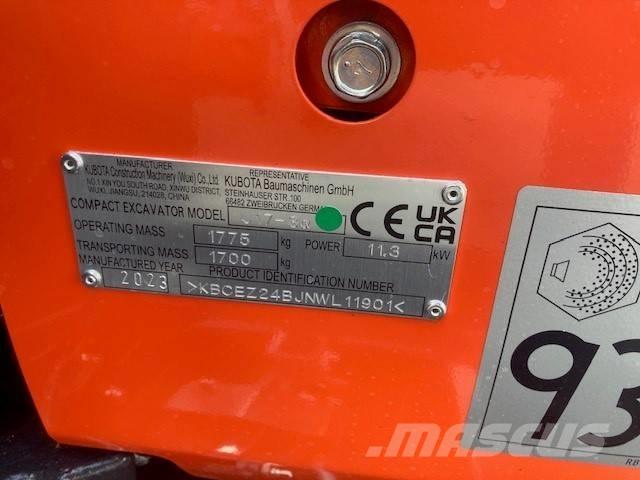 MANUFACTURER
KUBOTA Construction Machinery (Wuxi) Co., Ltd.
NO.1 XIN YOU SOUTH ROAD, XINWU DISTRICT,
WUXI, JIANGSU, 214028, CHINA
REPRESENTATIVE
KUBOTA Baumaschinen GmbH
STEINHAUSER STR.100
66482 ZWEIBRUCKEN GERMANY
COMPACT EXCAVATOR MODEL
OPERATING MASS 1775 kg POWER 11.3 kW
TRANSPORTING MASS 1700 kg
MANUFACTURED YEAR PRODUCT IDENTIFICATION NUMBER
2023 >KBCEZ24BJNWL11901<
CE UK
CA
93
RB
MASCUS